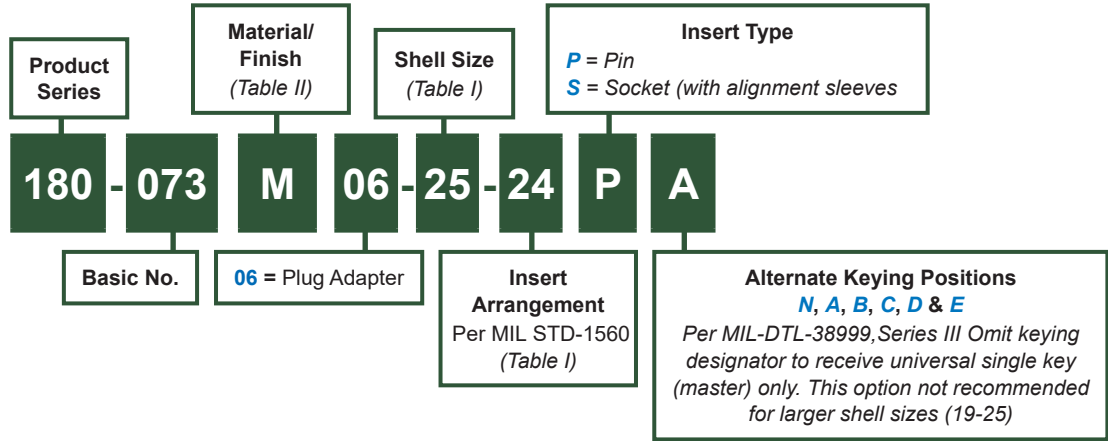 Product
Series
Material/
Finish
(Table II)
Shell Size
(Table I)
Insert Type
P = Pin
S = Socket (with alignment sleeves
180 - 073 M 06 - 25 - 24 P A
Basic No.
06 = Plug Adapter
Insert
Arrangement
Per MIL STD-1560
(Table I)
Alternate Keying Positions
N, A, B, C, D & E
Per MIL-DTL-38999,Series III Omit keying
designator to receive universal single key
(master) only. This option not recommended
for larger shell sizes (19-25)